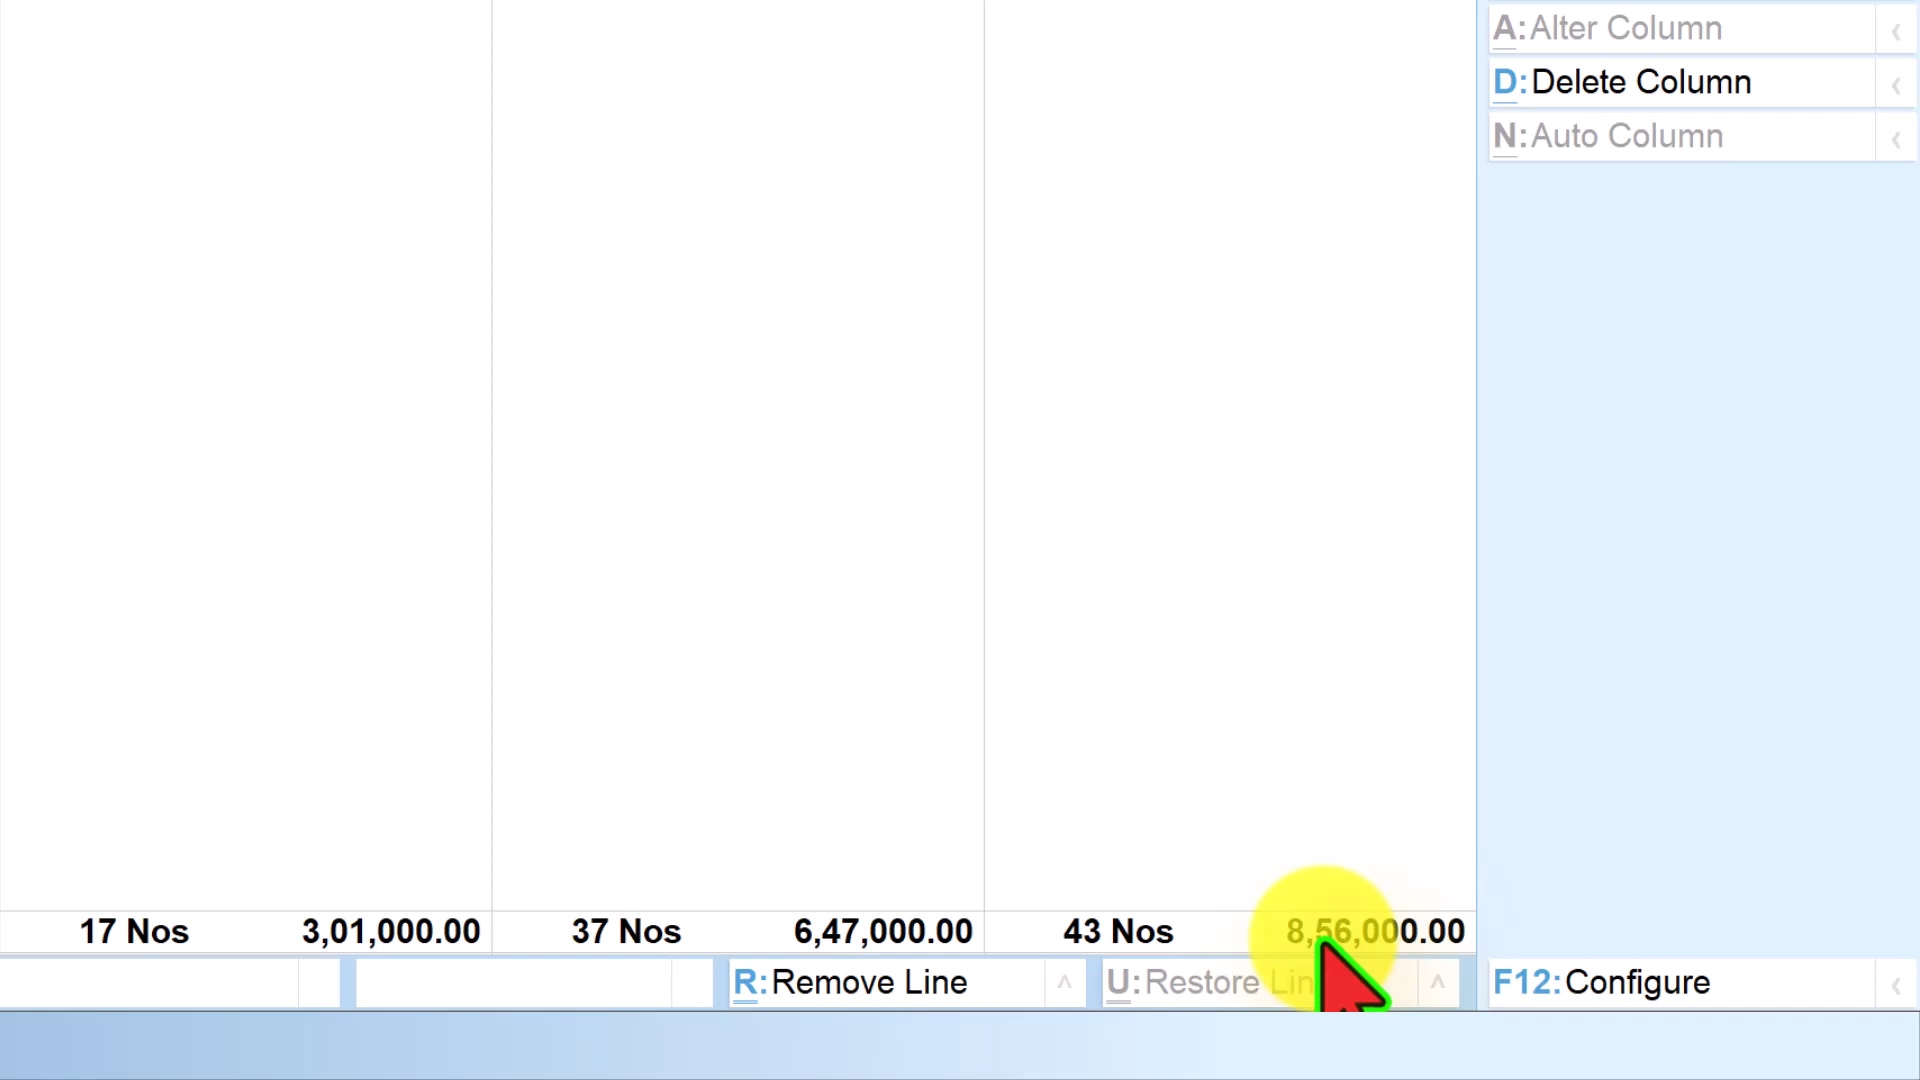 A:Alter Column
D:Delete Column
N:Auto Column
17 Nos 3,01,000.00 37 Nos 6,47,000.00 43 Nos 8,56,000.00
R:Remove Line U:Restore Lin F12:Configure